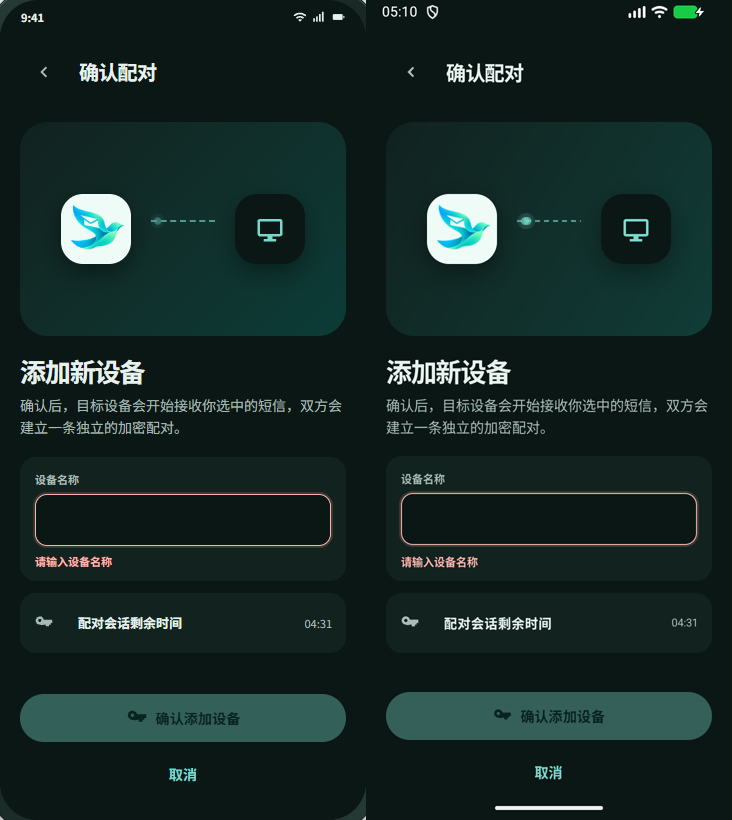 9:41
确认配对
添加新设备
确认后，目标设备会开始接收你选中的短信，双方会
建立一条独立的加密配对。
设备名称
请输入设备名称
配对会话剩余时间
04:31
确认添加设备
取消
05:10
确认配对
添加新设备
确认后，目标设备会开始接收你选中的短信，双方会
建立一条独立的加密配对。
设备名称
请输入设备名称
配对会话剩余时间
04:31
确认添加设备
取消